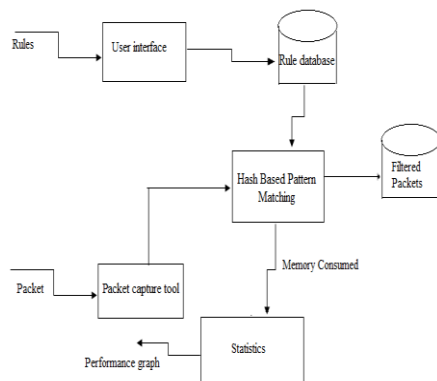 Rules
User interface
Rule database
Hash Based Pattern
Matching
Filtered
Packets
Memory Consumed
Packet
Packet capture tool
Statistics
Performance graph